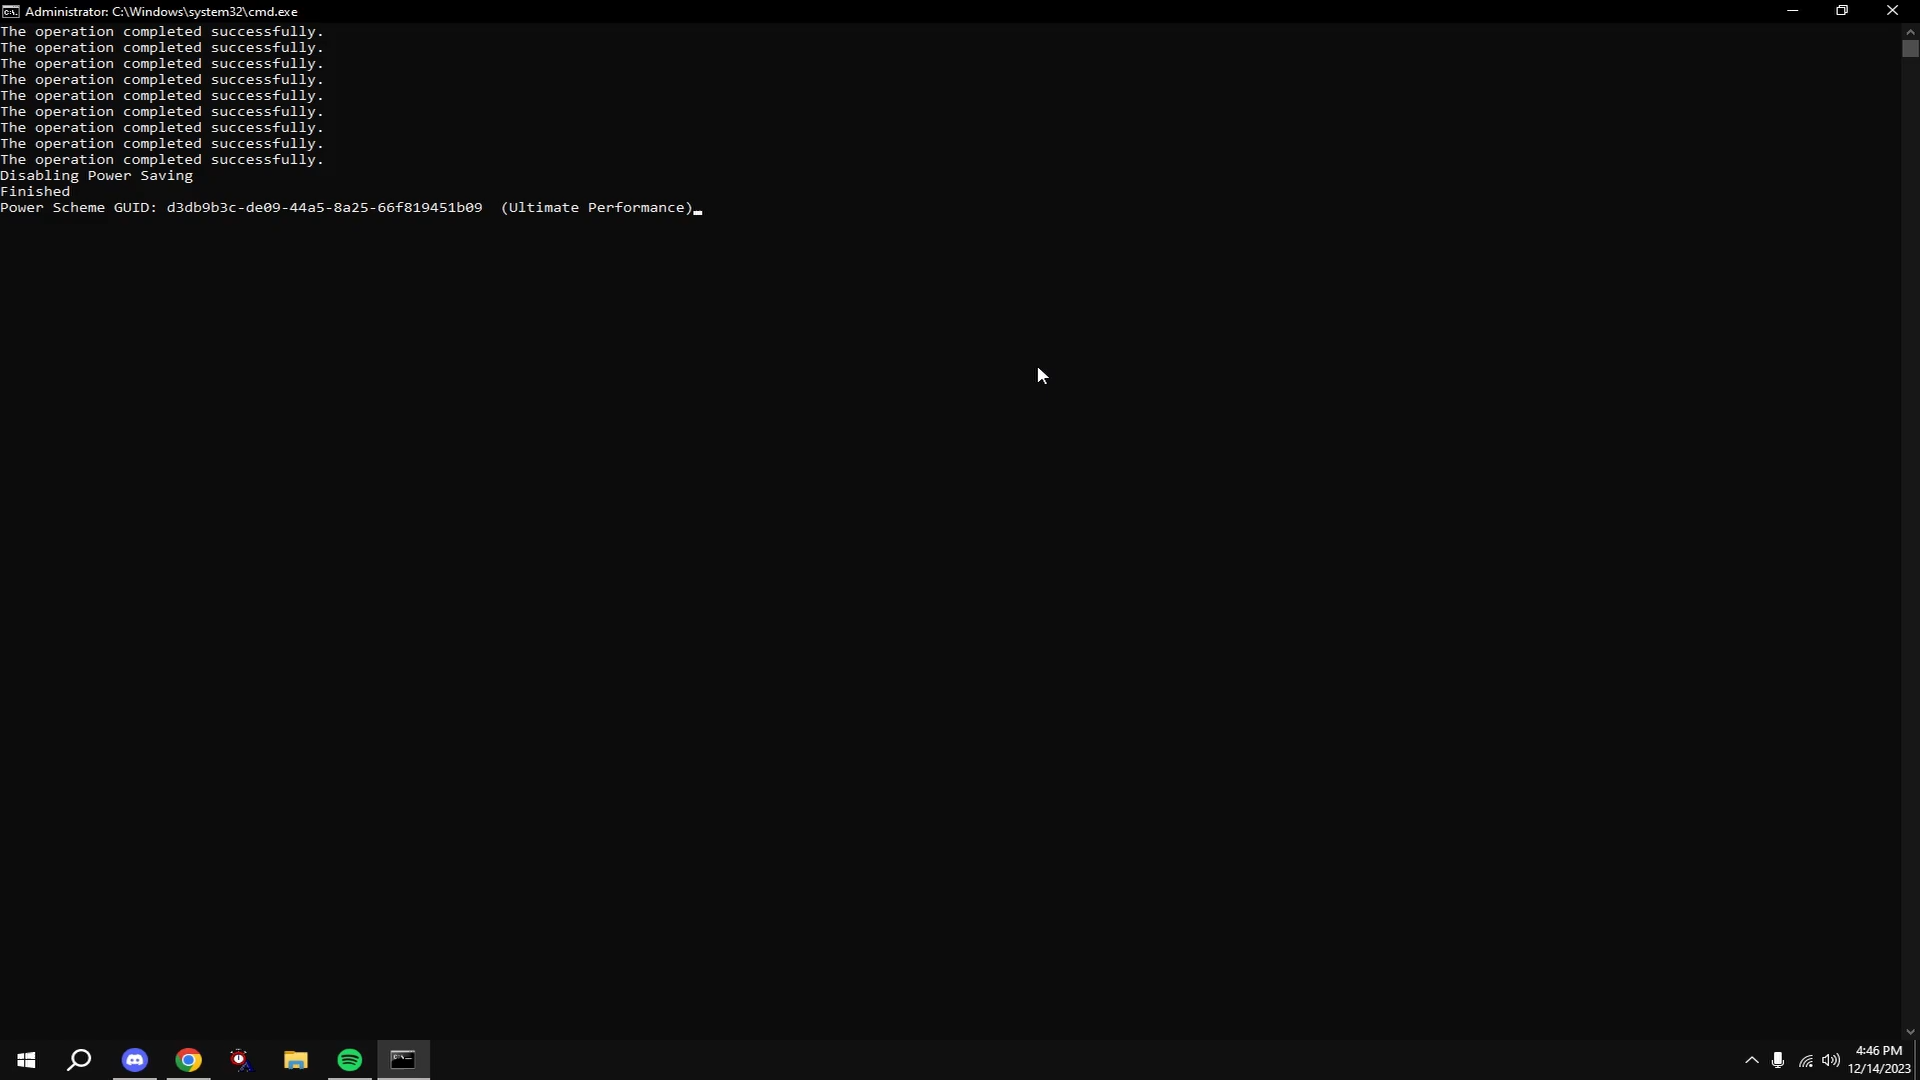 Administrator: C:\Windows\system32\cmd.exe
The operation completed successfully.
The operation completed successfully.
The operation completed successfully.
The operation completed successfully.
The operation completed successfully.
The operation completed successfully.
The operation completed successfully.
The operation completed successfully.
The operation completed successfully.
Disabling Power Saving
Finished
Power Scheme GUID: d3db9b3c-de09-44a5-8a25-66f819451b09  (Ultimate Performance)
4:46 PM
12/14/2023